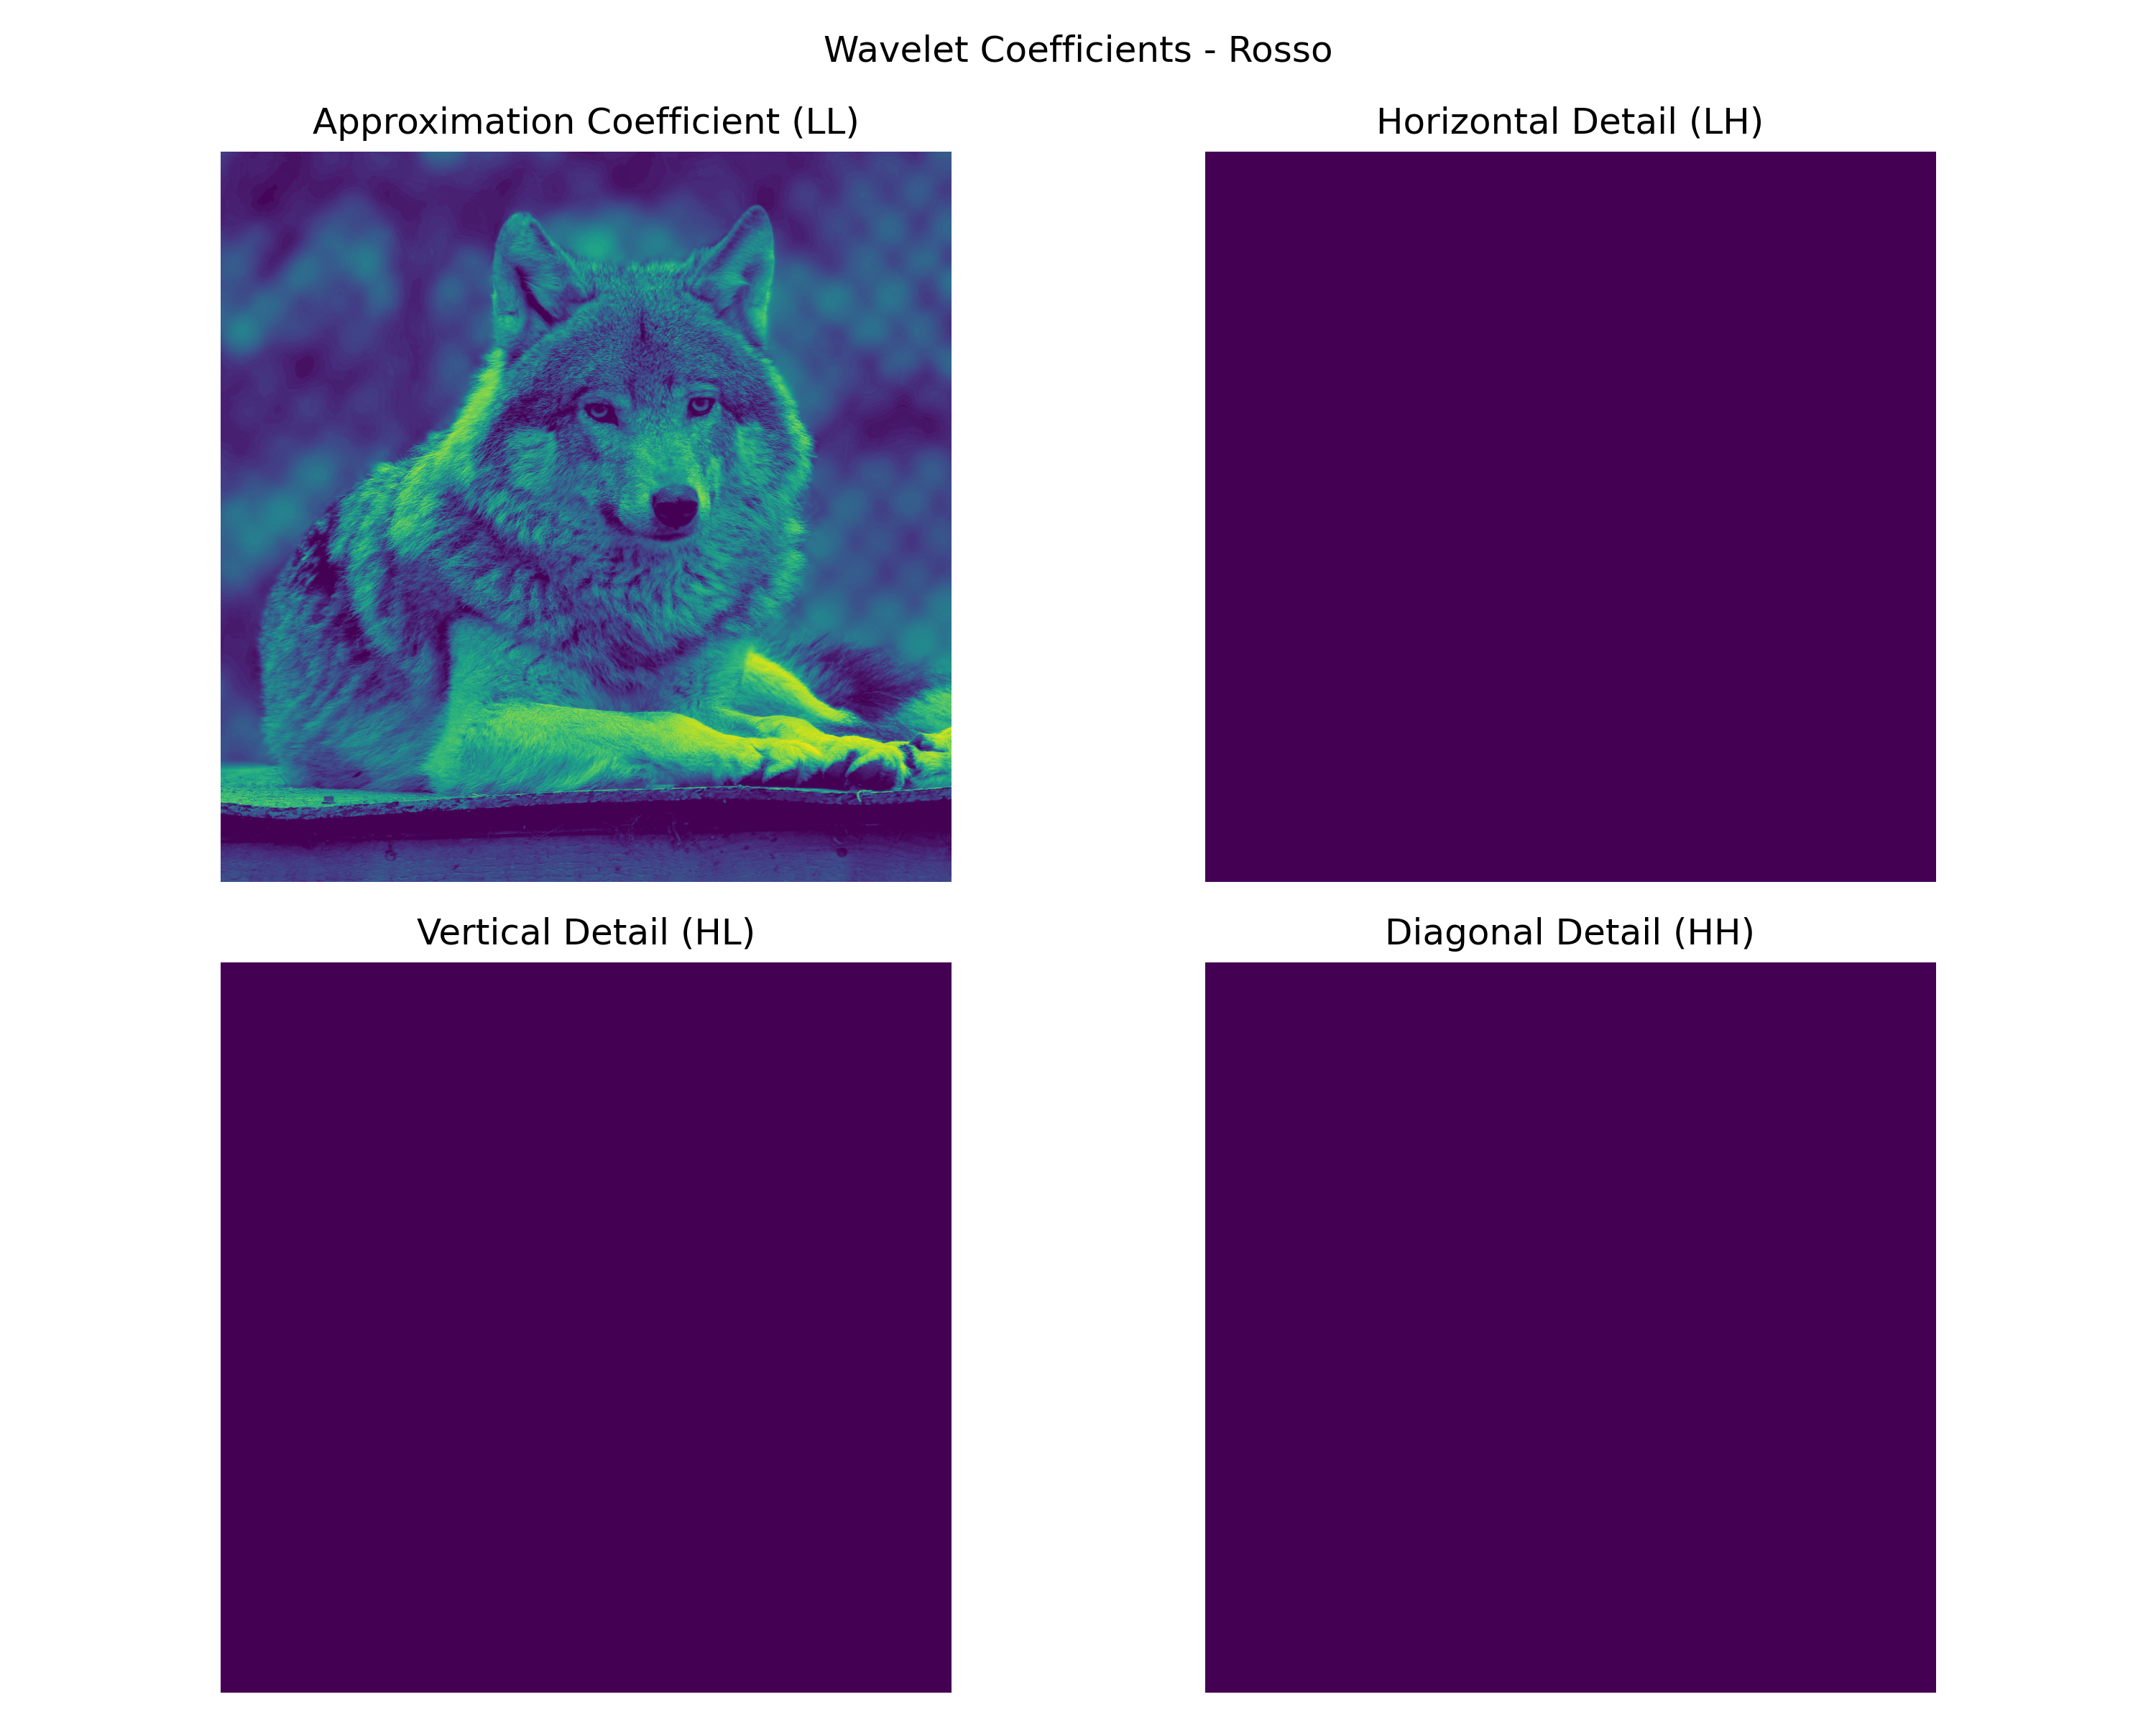 Wavelet Coefficients - Rosso
Approximation Coefficient (LL)
Horizontal Detail (LH)
Vertical Detail (HL)
Diagonal Detail (HH)